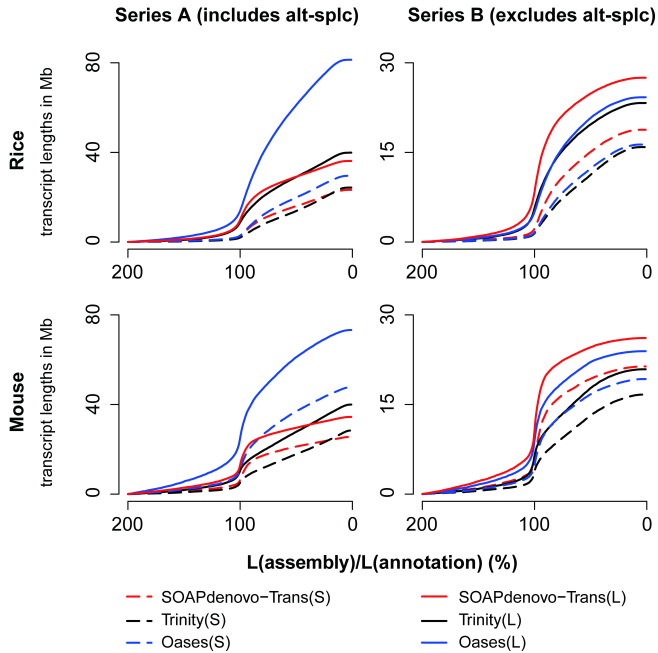 Series A (includes alt-splc)
Series B (excludes alt-splc)
Rice
transcript lengths in Mb
80
40
0
200
100
0
30
15
0
200
100
0
Mouse
transcript lengths in Mb
80
40
0
200
100
0
30
15
0
200
100
0
L(assembly)/L(annotation) (%)
SOAPdenovo−Trans(S)
Trinity(S)
Oases(S)
SOAPdenovo−Trans(L)
Trinity(L)
Oases(L)